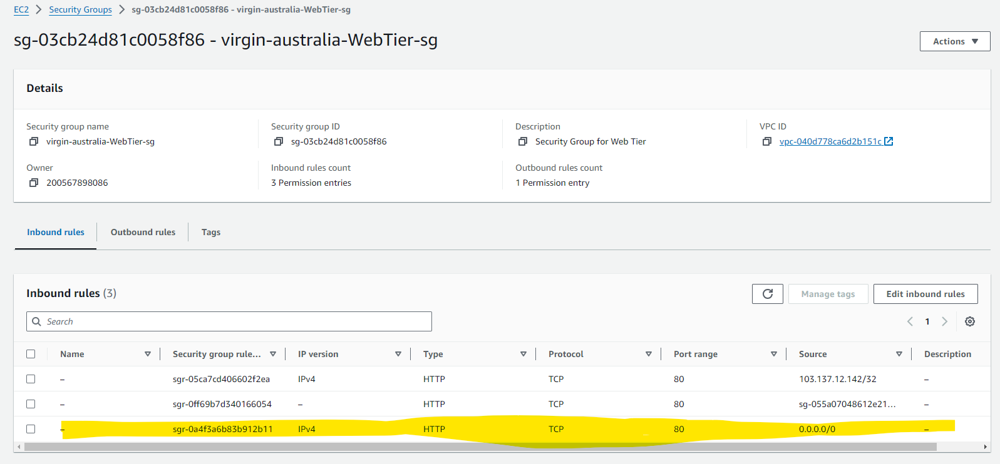 EC2 > Security Groups > sg-03cb24d81c0058f86 - virgin-australia-WebTier-sg
sg-03cb24d81c0058f86 - virgin-australia-WebTier-sg
Actions ▼
Details
Security group name
virgin-australia-WebTier-sg
Security group ID
sg-03cb24d81c0058f86
Description
Security Group for Web Tier
VPC ID
vpc-040d778ca6d2b151c
Owner
200567898086
Inbound rules count
3 Permission entries
Outbound rules count
1 Permission entry
Inbound rules Outbound rules Tags
Inbound rules (3)
Manage tags Edit inbound rules
Search
1
Name Security group rule... IP version Type Protocol Port range Source Description
– sgr-05ca7cd406602f2ea IPv4 HTTP TCP 80 103.137.12.142/32 –
– sgr-0ff69b7d340166054 – HTTP TCP 80 sg-055a07048612e21... –
– sgr-0a4f3a6b83b912b11 IPv4 HTTP TCP 80 0.0.0.0/0 –